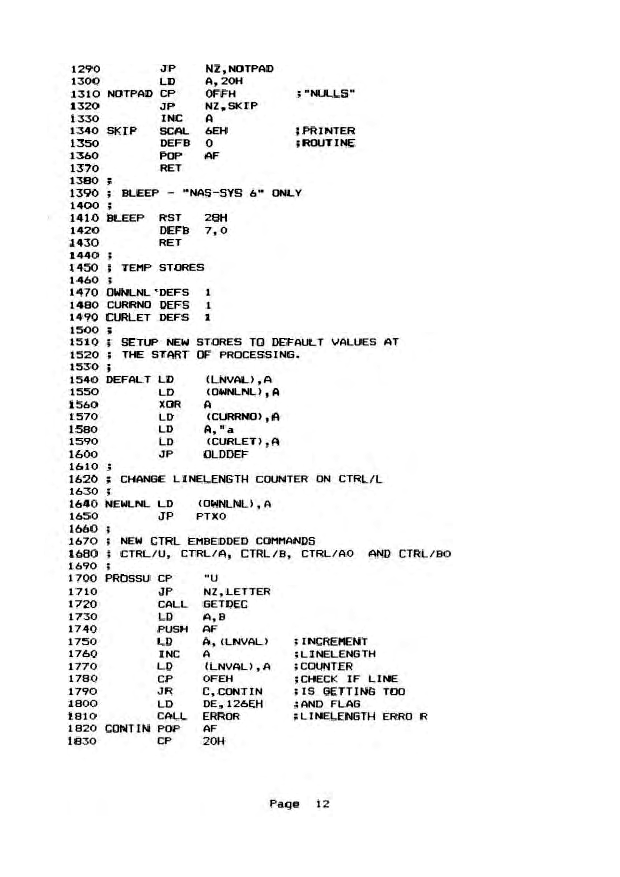 1290 JP NZ,NOTPAD
1300 LD A,20H
1310 NOTPAD CP OFFH ;"NULLS"
1320 JP NZ,SKIP
1330 INC A
1340 SKIP SCAL 6EH ;PRINTER
1350 DEFB 0 ;ROUTINE
1360 POP AF
1370 RET
1380 ;
1390 ; BLEEP - "NAS-SYS 6" ONLY
1400 ;
1410 BLEEP RST 28H
1420 DEFB 7,0
1430 RET
1440 ;
1450 ; TEMP STORES
1460 ;
1470 OWNLNL DEFS 1
1480 CURRNO DEFS 1
1490 CURLET DEFS 1
1500 ;
1510 ; SETUP NEW STORES TO DEFAULT VALUES AT
1520 ; THE START OF PROCESSING.
1530 ;
1540 DEFALT LD (LNVAL),A
1550 LD (OWNLNL),A
1560 XOR A
1570 LD (CURRNO),A
1580 LD A,"a
1590 LD (CURLET),A
1600 JP OLDDEF
1610 ;
1620 ; CHANGE LINELENGTH COUNTER ON CTRL/L
1630 ;
1640 NEWLNL LD (OWNLNL),A
1650 JP PTXO
1660 ;
1670 ; NEW CTRL EMBEDDED COMMANDS
1680 ; CTRL/U, CTRL/A, CTRL/B, CTRL/AO AND CTRL/BO
1690 ;
1700 PROSSU CP "U
1710 JP NZ,LETTER
1720 CALL GETDEC
1730 LD A,B
1740 PUSH AF
1750 LD A,(LNVAL) ;INCREMENT
1760 INC A ;LINELENGTH
1770 LD (LNVAL),A ;COUNTER
1780 CP OFEH ;CHECK IF LINE
1790 JR C,CONTIN ;IS GETTING TOO
1800 LD DE,126EH ;AND FLAG
1810 CALL ERROR ;LINELENGTH ERRO R
1820 CONTIN POP AF
1830 CP 20H
Page 12